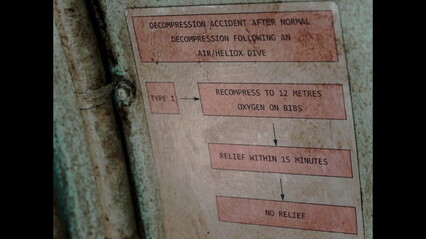 DECOMPRESSION ACCIDENT AFTER NORMAL
DECOMPRESSION FOLLOWING AN
AIR/HELIOX DIVE
TYPE 1
RECOMPRESS TO 12 METRES
OXYGEN ON BIBS
RELIEF WITHIN 15 MINUTES
NO RELIEF